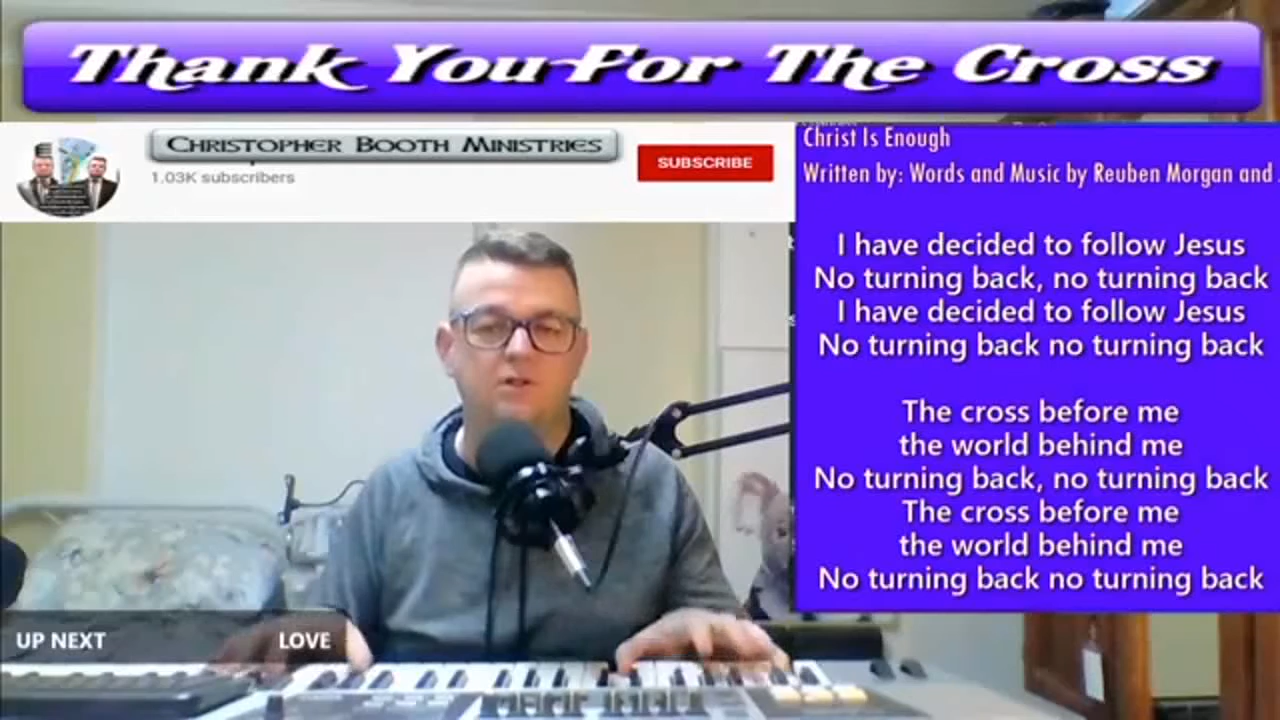 Thank You For The Cross
Christopher Booth Ministries
1.03K subscribers
SUBSCRIBE
Christ Is Enough
Written by: Words and Music by Reuben Morgan and
I have decided to follow Jesus
No turning back, no turning back
I have decided to follow Jesus
No turning back no turning back
The cross before me
the world behind me
No turning back, no turning back
The cross before me
the world behind me
No turning back no turning back
UP NEXT
LOVE